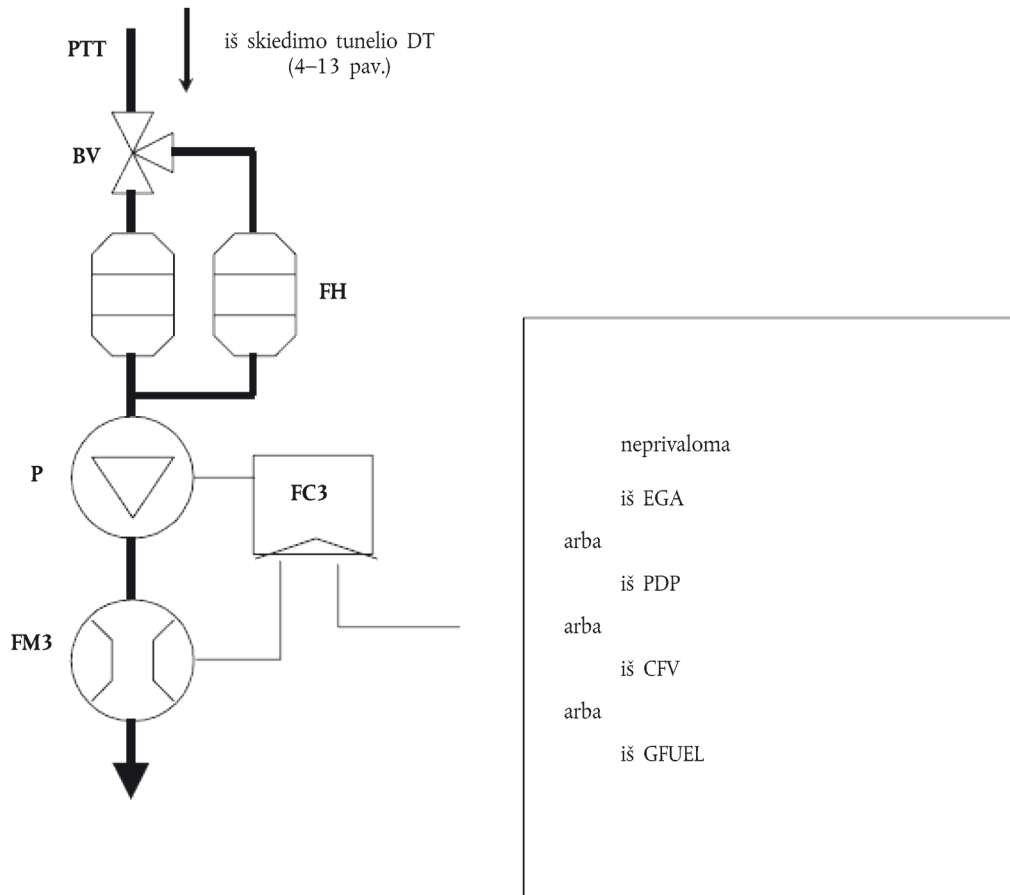 PTT
iš skiedimo tunelio DT
(4–13 pav.)
BV
FH
P
FC3
FM3
neprivaloma
iš EGA
arba
iš PDP
arba
iš CFV
arba
iš GFUEL